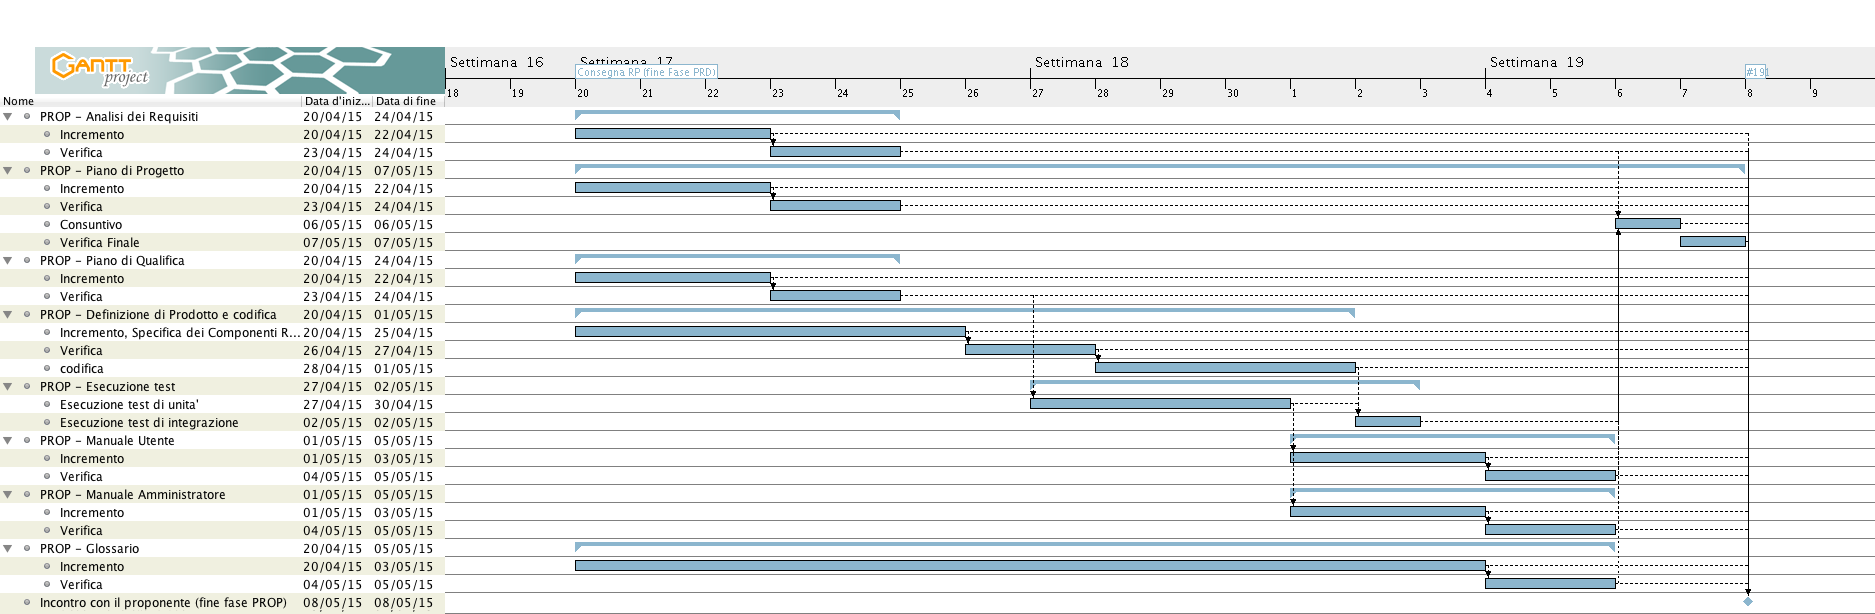 GANTT
project
Settimana 16 Settimana 17 Settimana 18 Settimana 19
Consegna RP (fine Fase PRD) #191
18 19 20 21 22 23 24 25 26 27 28 29 30 1 2 3 4 5 6 7 8 9
Nome Data d'iniz... Data di fine
PROP - Analisi dei Requisiti 20/04/15 24/04/15
Incremento 20/04/15 22/04/15
Verifica 23/04/15 24/04/15
PROP - Piano di Progetto 20/04/15 07/05/15
Incremento 20/04/15 22/04/15
Verifica 23/04/15 24/04/15
Consuntivo 06/05/15 06/05/15
Verifica Finale 07/05/15 07/05/15
PROP - Piano di Qualifica 20/04/15 24/04/15
Incremento 20/04/15 22/04/15
Verifica 23/04/15 24/04/15
PROP - Definizione di Prodotto e codifica 20/04/15 01/05/15
Incremento, Specifica dei Componenti R... 20/04/15 25/04/15
Verifica 26/04/15 27/04/15
codifica 28/04/15 01/05/15
PROP - Esecuzione test 27/04/15 02/05/15
Esecuzione test di unita' 27/04/15 30/04/15
Esecuzione test di integrazione 02/05/15 02/05/15
PROP - Manuale Utente 01/05/15 05/05/15
Incremento 01/05/15 03/05/15
Verifica 04/05/15 05/05/15
PROP - Manuale Amministratore 01/05/15 05/05/15
Incremento 01/05/15 03/05/15
Verifica 04/05/15 05/05/15
PROP - Glossario 20/04/15 05/05/15
Incremento 20/04/15 03/05/15
Verifica 04/05/15 05/05/15
Incontro con il proponente (fine fase PROP) 08/05/15 08/05/15